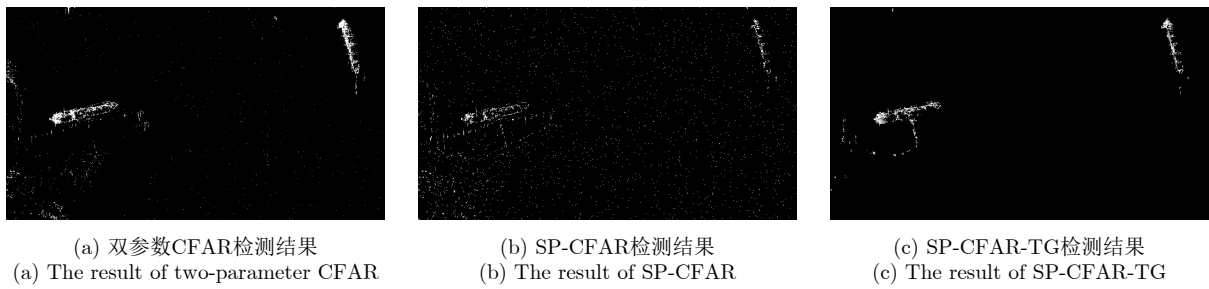 (a) 双参数CFAR检测结果
(a) The result of two-parameter CFAR
(b) SP-CFAR检测结果
(b) The result of SP-CFAR
(c) SP-CFAR-TG检测结果
(c) The result of SP-CFAR-TG